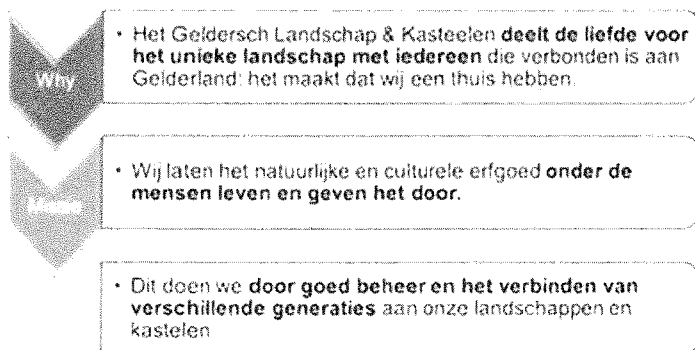 Why
• Het Geldersch Landschap & Kasteelen deelt de liefde voor
het unieke landschap met iedereen die verbonden is aan
Gelderland: het maakt dat wij een thuis hebben.
• Wij laten het natuurlijke en culturele erfgoed onder de
mensen leven en geven het door.
• Dit doen we door goed beheer en het verbinden van
verschillende generaties aan onze landschappen en
kastelen